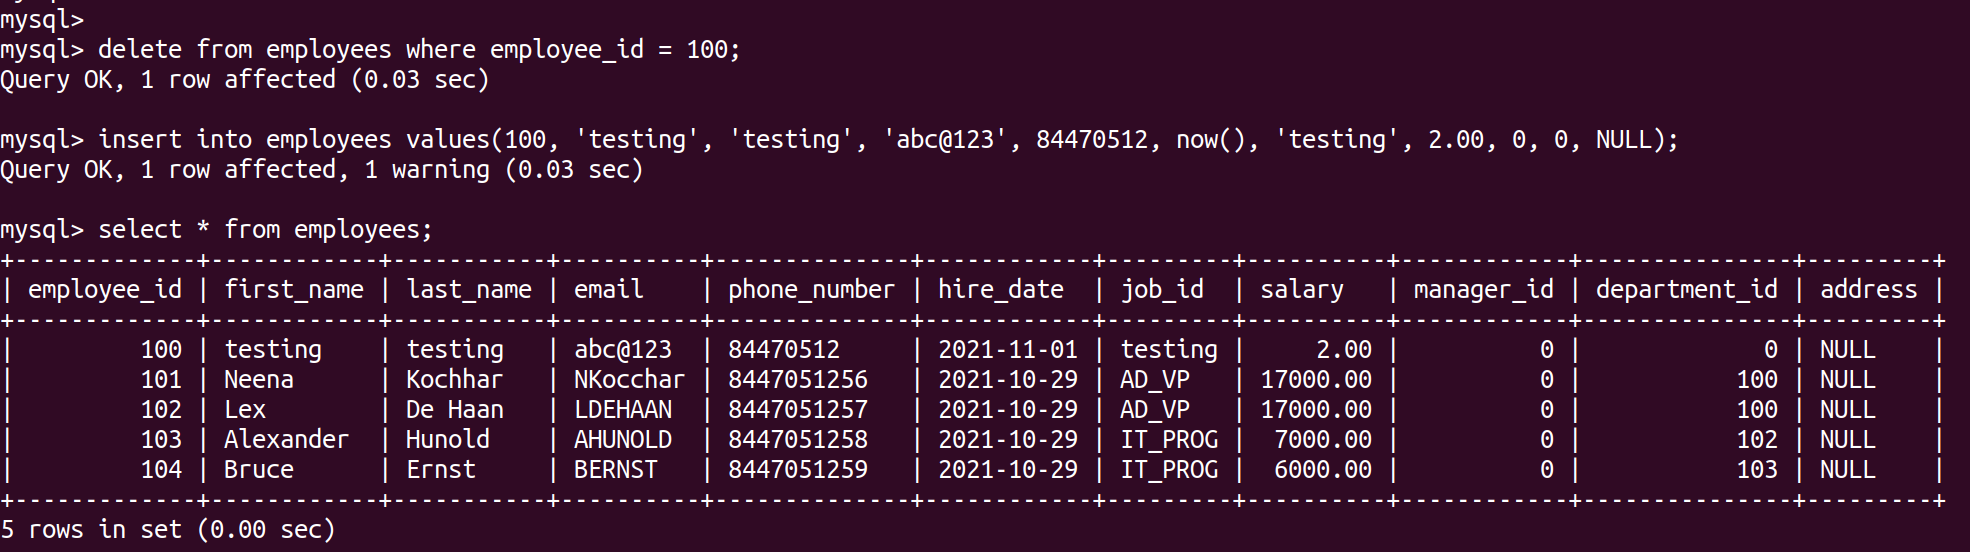 mysql>
mysql> delete from employees where employee_id = 100;
Query OK, 1 row affected (0.03 sec)

mysql> insert into employees values(100, 'testing', 'testing', 'abc@123', 84470512, now(), 'testing', 2.00, 0, 0, NULL);
Query OK, 1 row affected, 1 warning (0.03 sec)

mysql> select * from employees;
+-------------+------------+-----------+----------+--------------+------------+---------+----------+------------+---------------+---------+
| employee_id | first_name | last_name | email    | phone_number | hire_date  | job_id  | salary   | manager_id | department_id | address |
+-------------+------------+-----------+----------+--------------+------------+---------+----------+------------+---------------+---------+
|         100 | testing    | testing   | abc@123  | 84470512     | 2021-11-01 | testing |     2.00 |          0 |             0 | NULL    |
|         101 | Neena      | Kochhar   | NKocchar | 8447051256   | 2021-10-29 | AD_VP   | 17000.00 |          0 |           100 | NULL    |
|         102 | Lex        | De Haan   | LDEHAAN  | 8447051257   | 2021-10-29 | AD_VP   | 17000.00 |          0 |           100 | NULL    |
|         103 | Alexander  | Hunold    | AHUNOLD  | 8447051258   | 2021-10-29 | IT_PROG |  7000.00 |          0 |           102 | NULL    |
|         104 | Bruce      | Ernst     | BERNST   | 8447051259   | 2021-10-29 | IT_PROG |  6000.00 |          0 |           103 | NULL    |
+-------------+------------+-----------+----------+--------------+------------+---------+----------+------------+---------------+---------+
5 rows in set (0.00 sec)